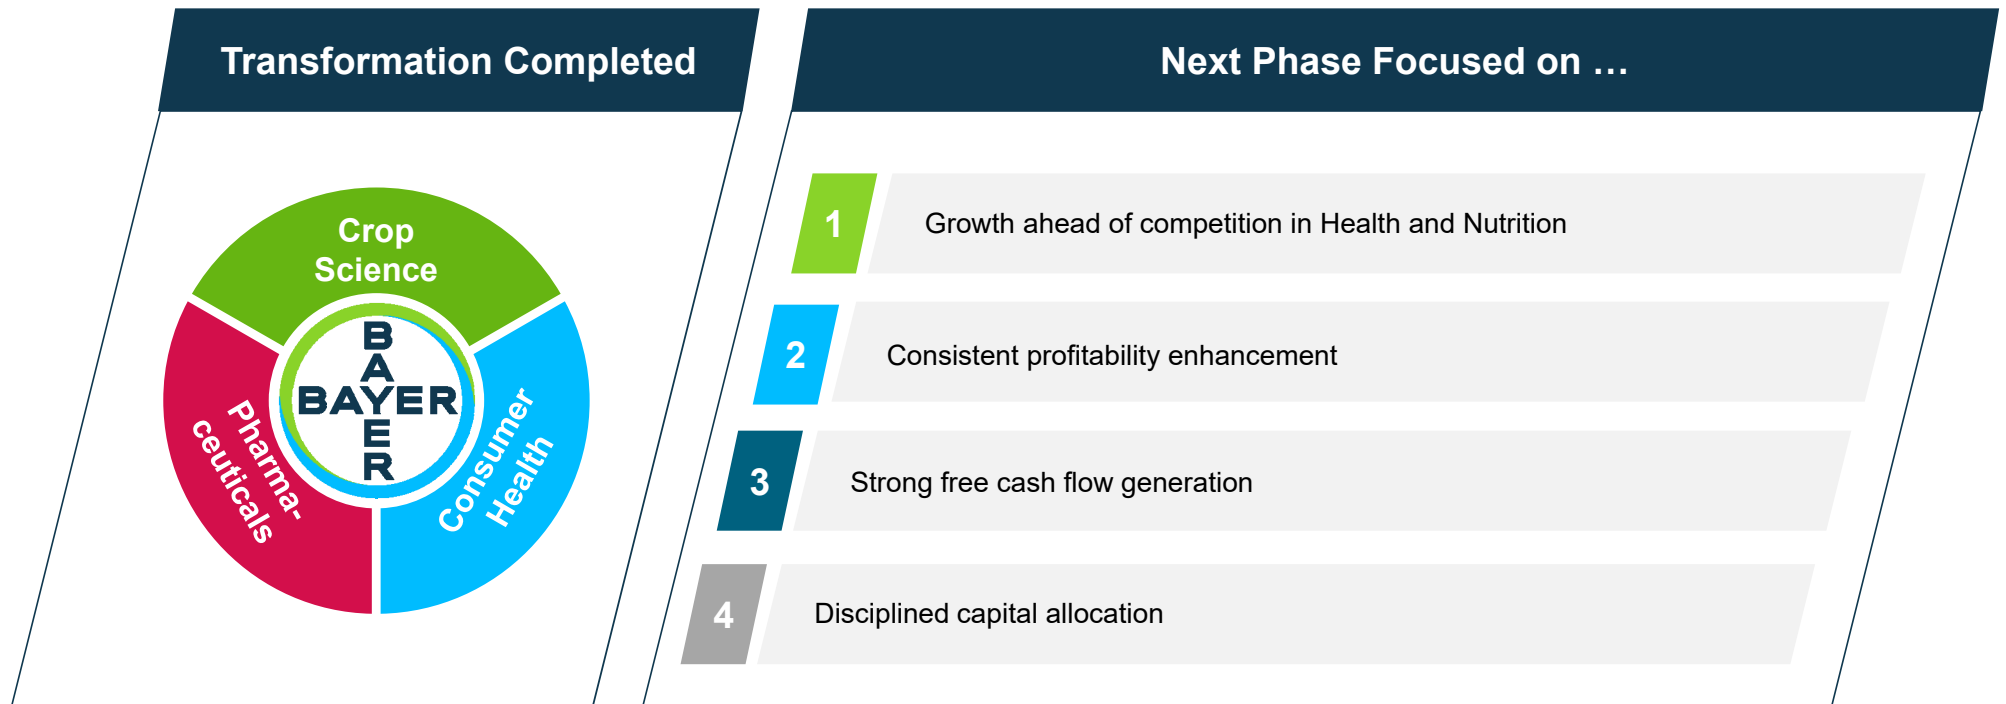 Transformation Completed
Crop
Science
Pharma-
ceuticals
Consumer
Health
BAYER
BAYER
Next Phase Focused on …
1
Growth ahead of competition in Health and Nutrition
2
Consistent profitability enhancement
3
Strong free cash flow generation
4
Disciplined capital allocation